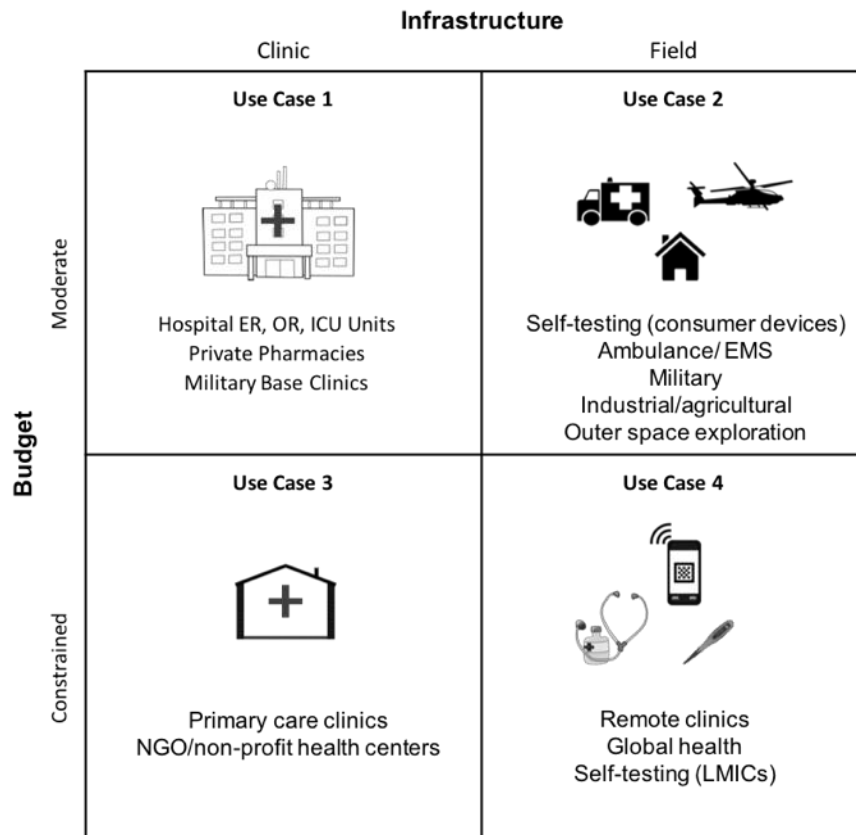 Infrastructure
Clinic Field
Use Case 1
Use Case 2
Moderate
Hospital ER, OR, ICU Units
Private Pharmacies
Military Base Clinics
Self-testing (consumer devices)
Ambulance/ EMS
Military
Industrial/agricultural
Outer space exploration
Budget
Use Case 3
Use Case 4
Constrained
Primary care clinics
NGO/non-profit health centers
Remote clinics
Global health
Self-testing (LMICs)